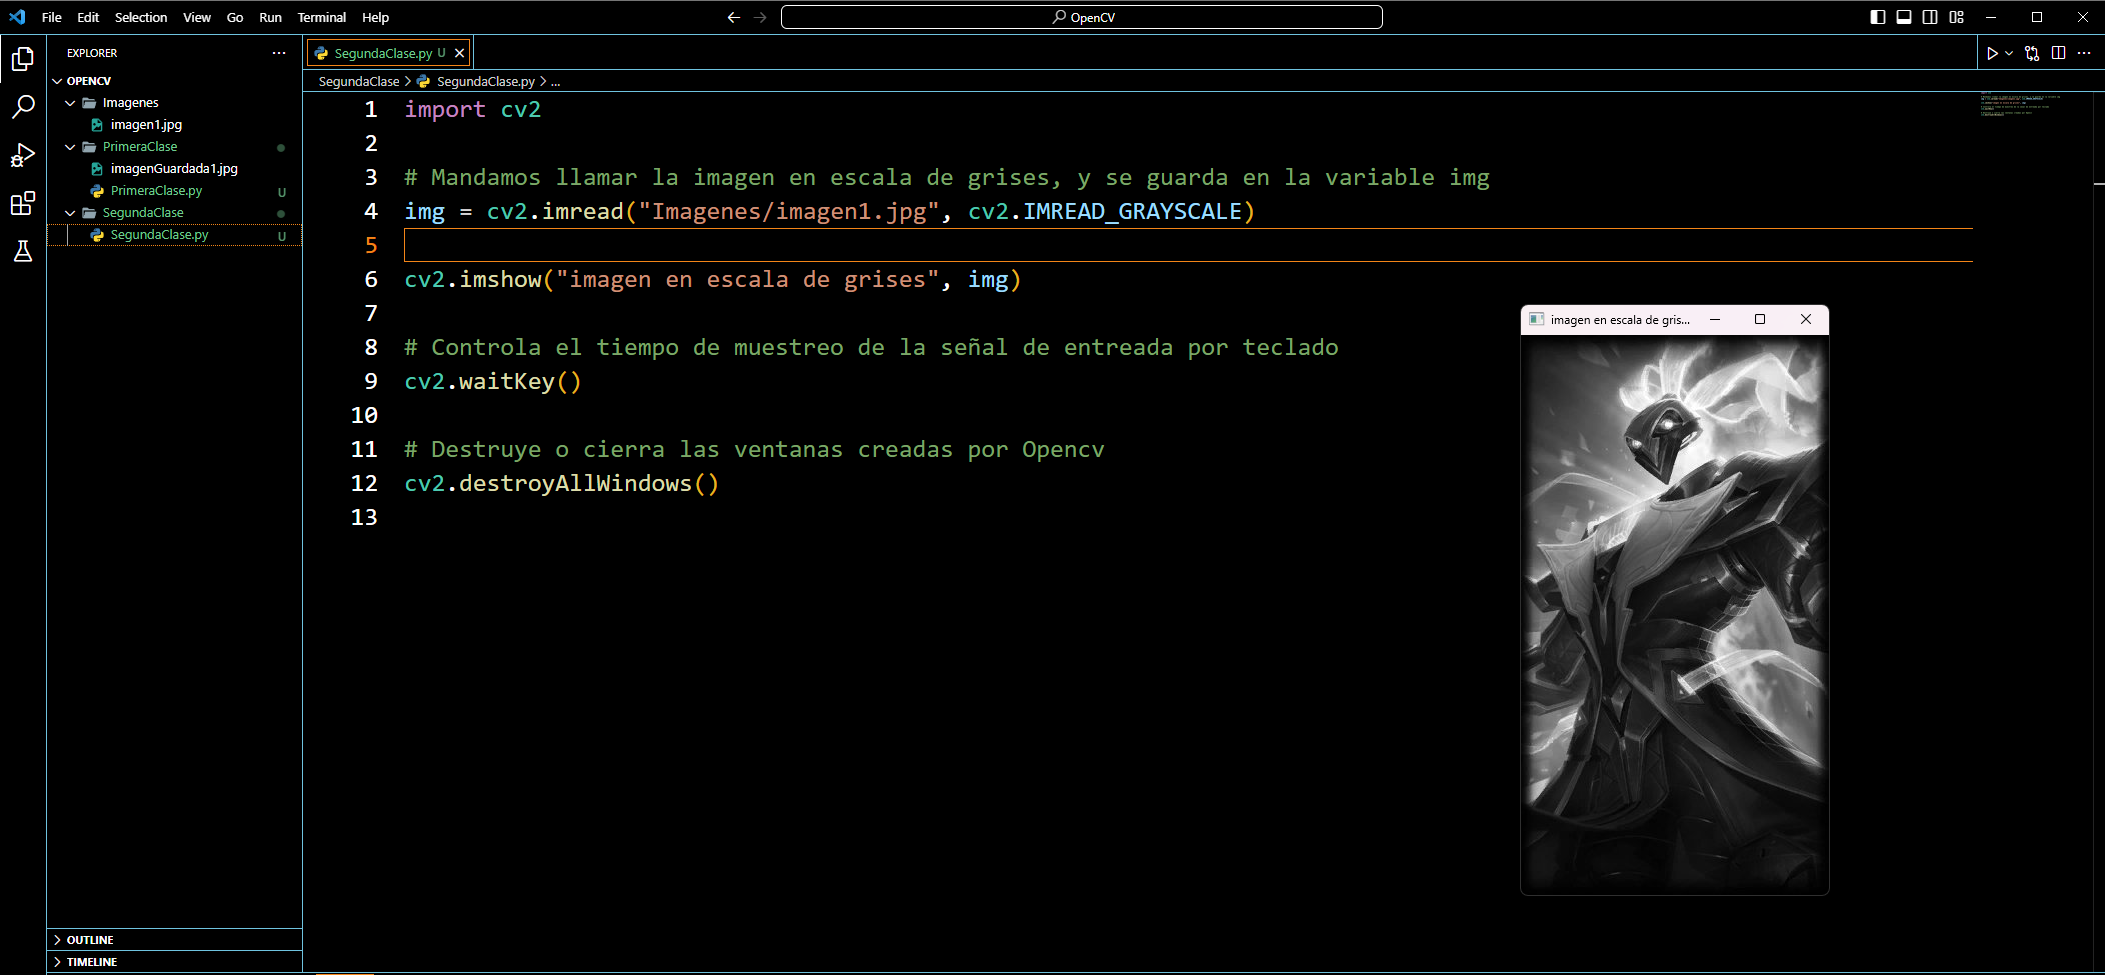 File Edit Selection View Go Run Terminal Help
OpenCV
EXPLORER
OPENCV
Imagenes
imagen1.jpg
PrimeraClase
imagenGuardada1.jpg
PrimeraClase.py U
SegundaClase
SegundaClase.py U
OUTLINE
TIMELINE
SegundaClase.py U
SegundaClase > SegundaClase.py > ...
1 import cv2
2
3 # Mandamos llamar la imagen en escala de grises, y se guarda en la variable img
4 img = cv2.imread("Imagenes/imagen1.jpg", cv2.IMREAD_GRAYSCALE)
5
6 cv2.imshow("imagen en escala de grises", img)
7
8 # Controla el tiempo de muestreo de la señal de entreada por teclado
9 cv2.waitKey()
10
11 # Destruye o cierra las ventanas creadas por Opencv
12 cv2.destroyAllWindows()
13
imagen en escala de gris...